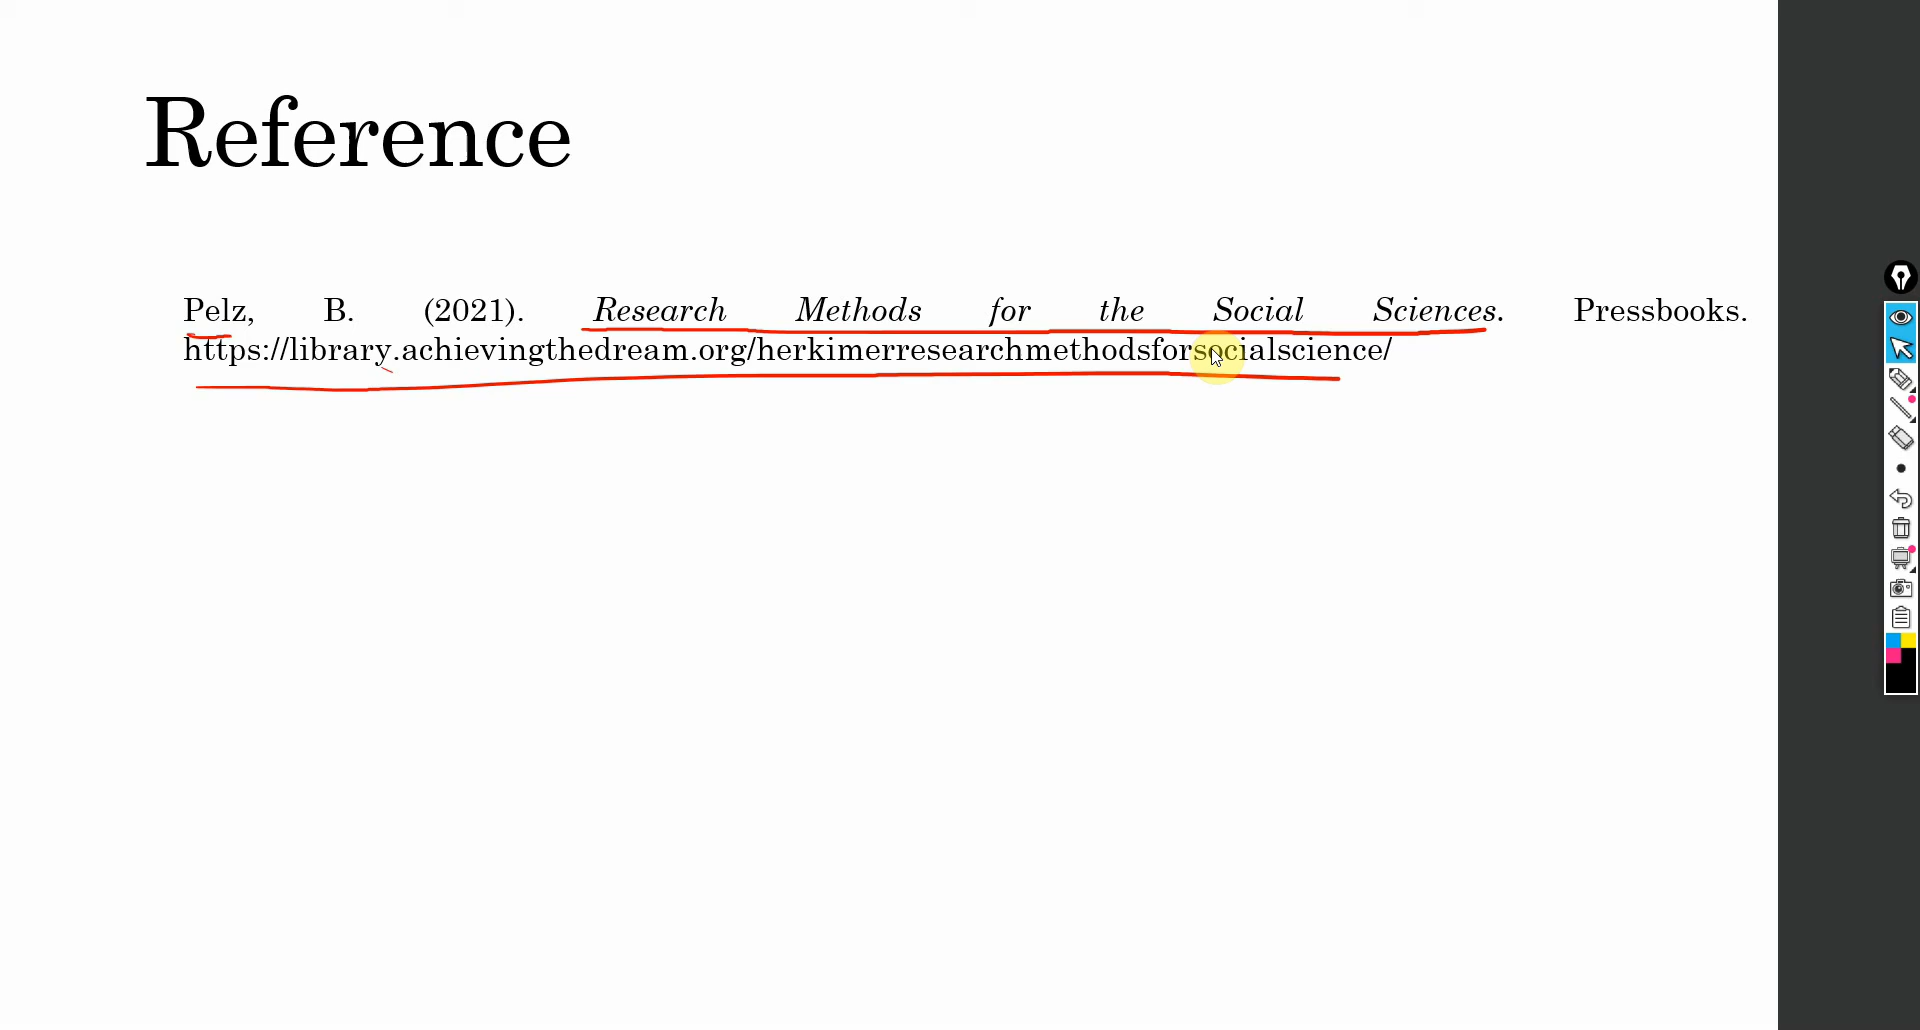 Reference
Pelz, B. (2021). Research Methods for the Social Sciences. Pressbooks.
https://library.achievingthedream.org/herkimerresearchmethodsforsocialscience/